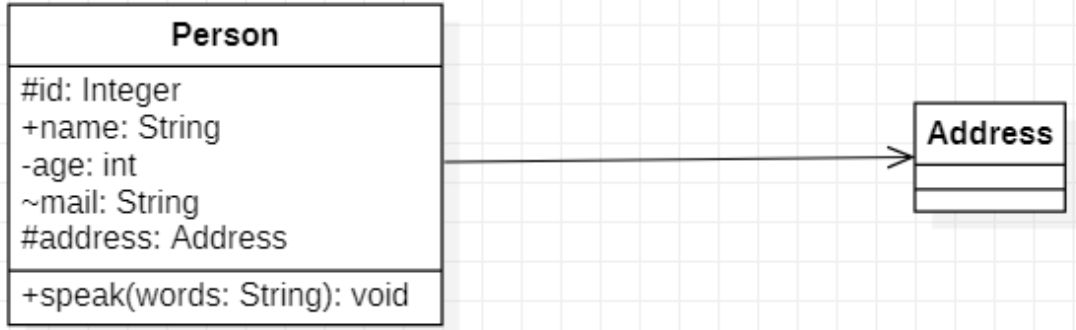 Person
#id: Integer
+name: String
-age: int
~mail: String
#address: Address
+speak(words: String): void
Address